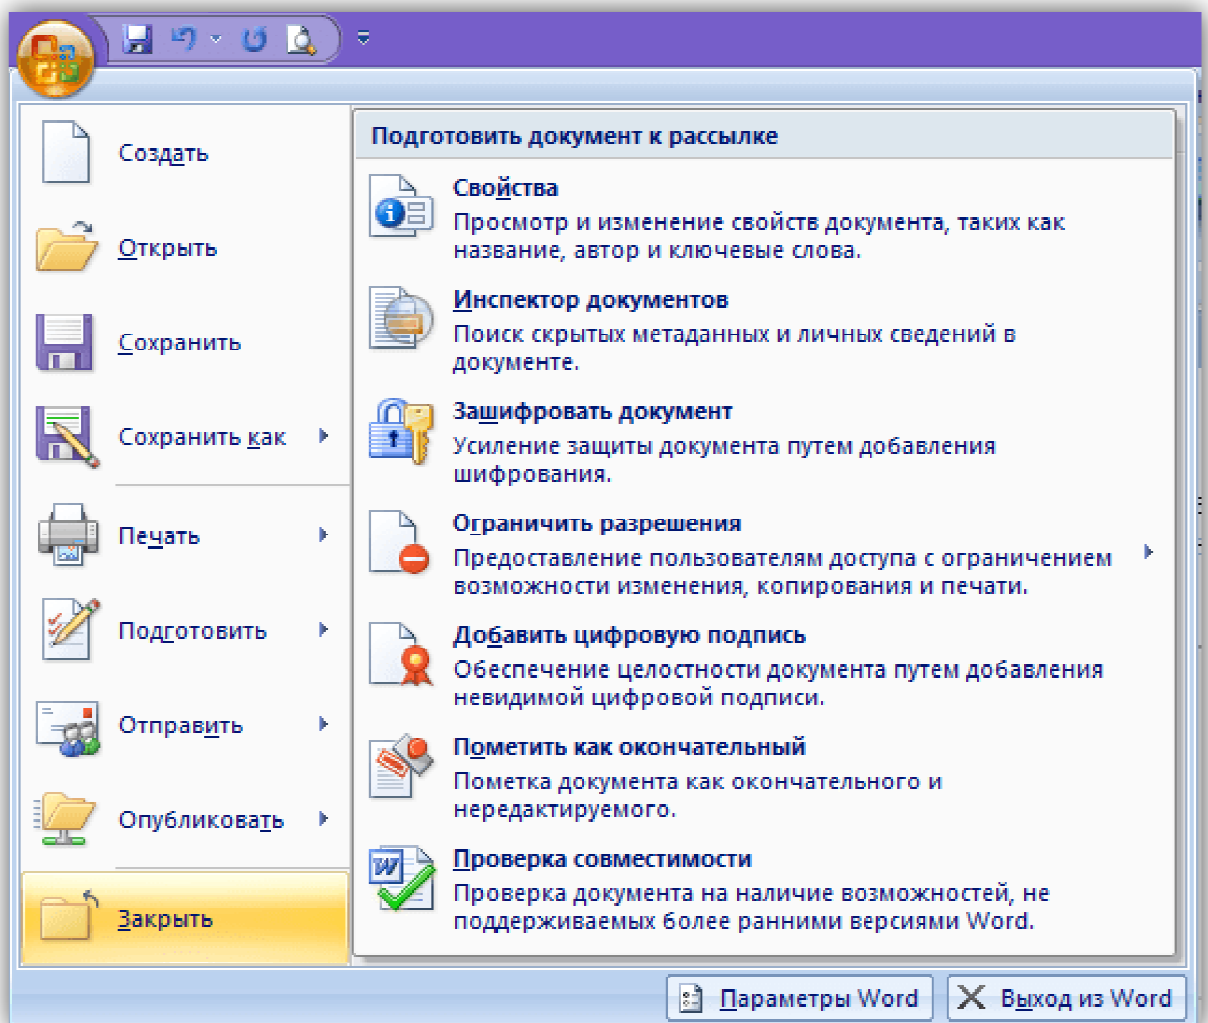 Создать
Открыть
Сохранить
Сохранить как
Печать
Подготовить
Отправить
Опубликовать
Закрыть
Подготовить документ к рассылке
Свойства
Просмотр и изменение свойств документа, таких как
название, автор и ключевые слова.
Инспектор документов
Поиск скрытых метаданных и личных сведений в
документе.
Зашифровать документ
Усиление защиты документа путем добавления
шифрования.
Ограничить разрешения
Предоставление пользователям доступа с ограничением
возможности изменения, копирования и печати.
Добавить цифровую подпись
Обеспечение целостности документа путем добавления
невидимой цифровой подписи.
Пометить как окончательный
Пометка документа как окончательного и
нередактируемого.
Проверка совместимости
Проверка документа на наличие возможностей, не
поддерживаемых более ранними версиями Word.
Параметры Word
Выход из Word